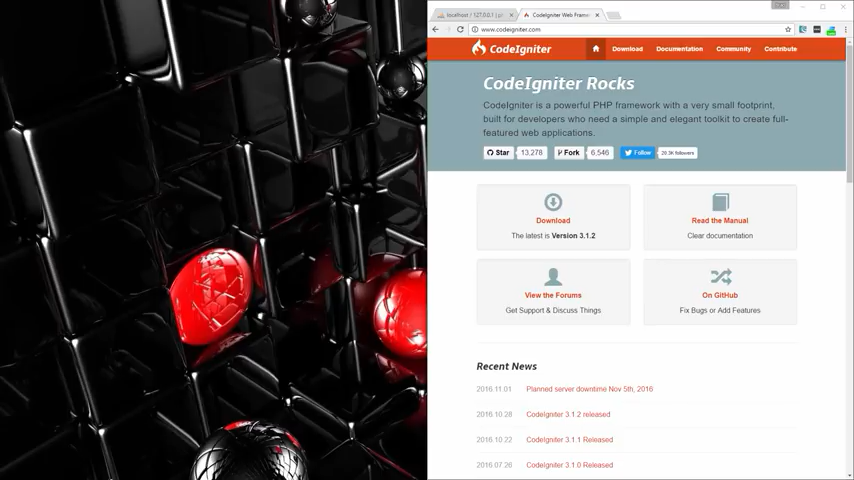 localhost / 127.0.0.1 | p
CodeIgniter Web Fram
www.codeigniter.com
CodeIgniter
Download
Documentation
Community
Contribute
CodeIgniter Rocks
CodeIgniter is a powerful PHP framework with a very small footprint,
built for developers who need a simple and elegant toolkit to create full-
featured web applications.
Star
13,278
Fork
6,546
Follow
20.3K followers
Download
The latest is Version 3.1.2
Read the Manual
Clear documentation
View the Forums
Get Support & Discuss Things
On GitHub
Fix Bugs or Add Features
Recent News
2016.11.01 Planned server downtime Nov 5th, 2016
2016.10.28 CodeIgniter 3.1.2 released
2016.10.22 CodeIgniter 3.1.1 Released
2016.07.26 CodeIgniter 3.1.0 Released